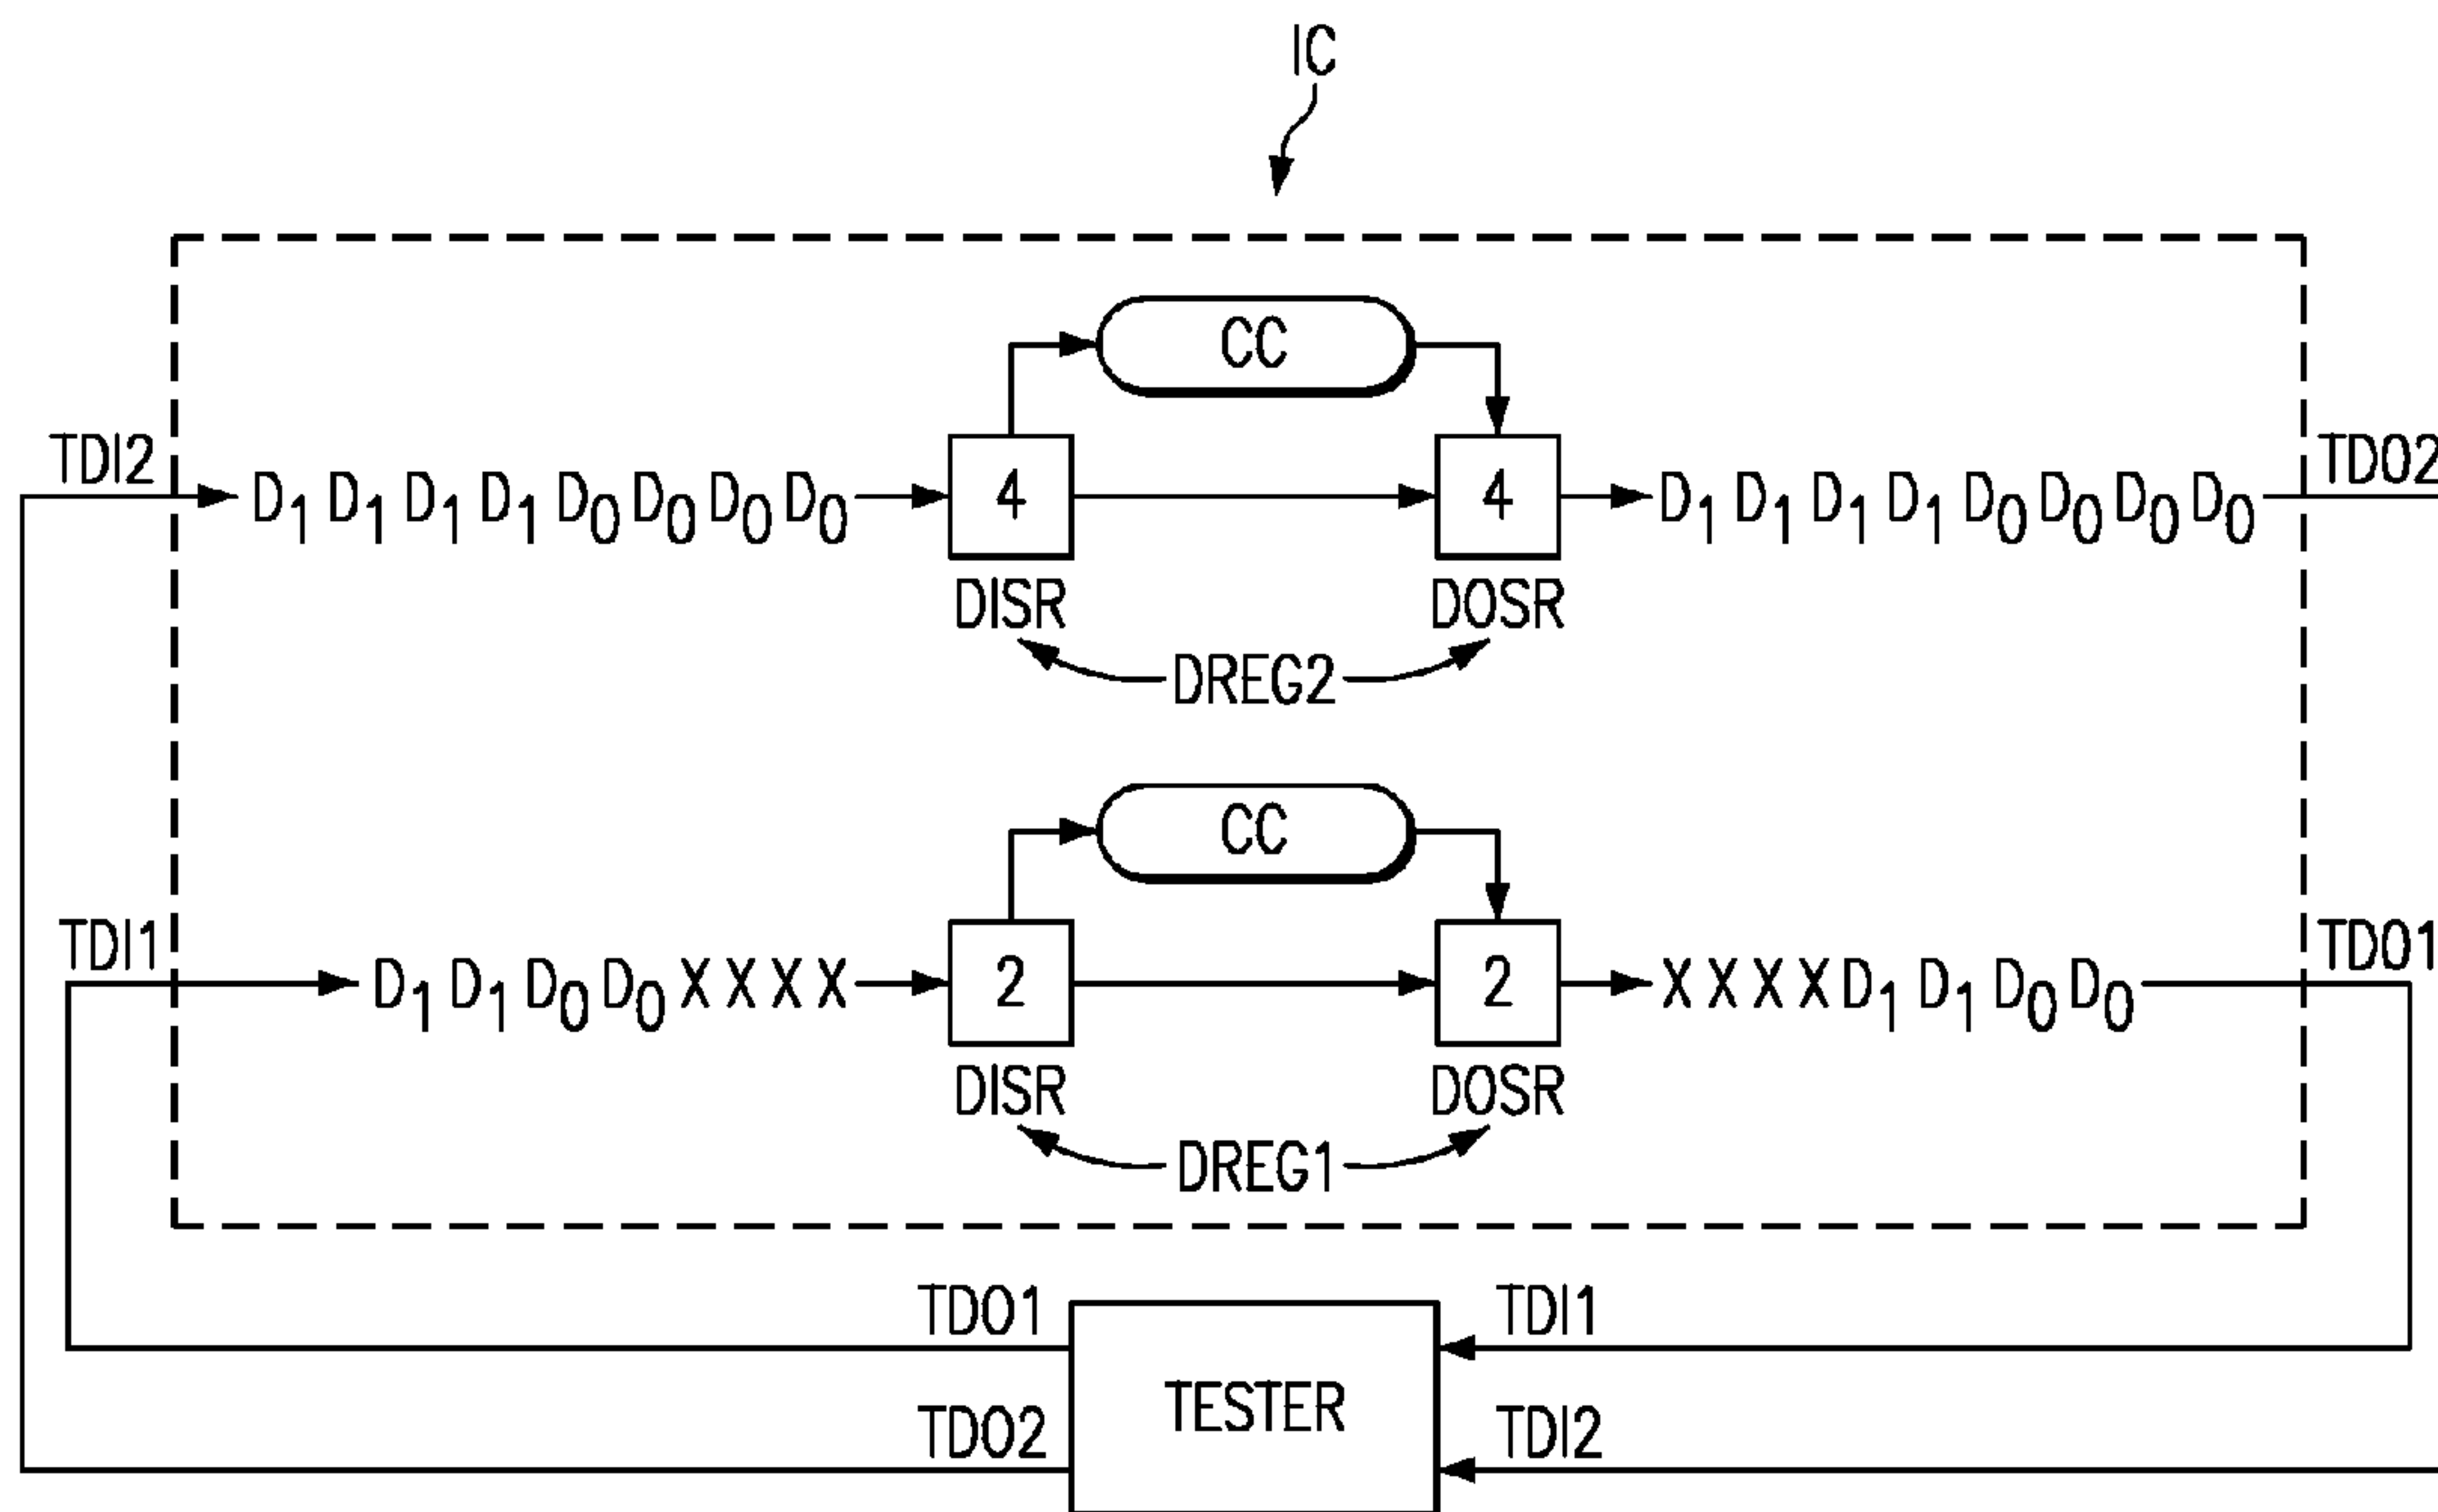 IC
CC
TDI2
D1 D1 D1 D1 D0 D0 D0 D0
4
4
D1 D1 D1 D1 D0 D0 D0 D0
TDO2
DISR
DOSR
DREG2
CC
TDI1
D1 D1 D0 D0 X X X X
2
2
X X X X D1 D1 D0 D0
TDO1
DISR
DOSR
DREG1
TDO1
TDI1
TESTER
TDO2
TDI2